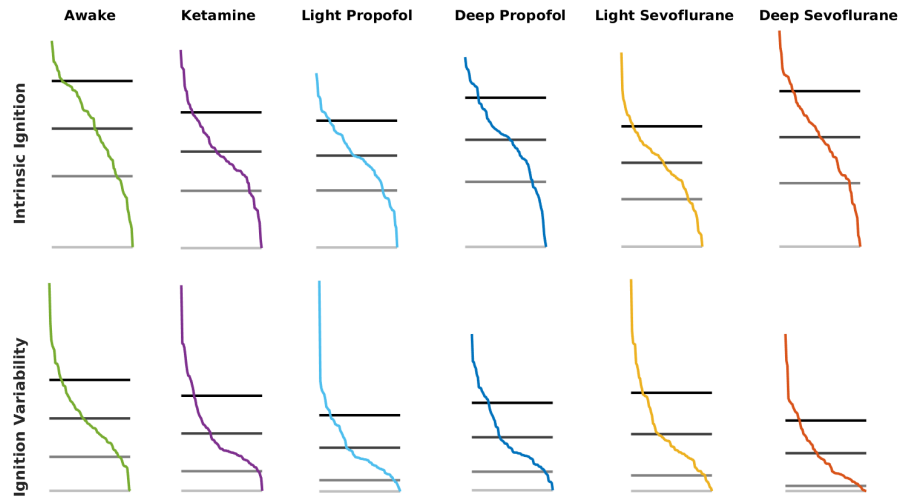 Awake Ketamine Light Propofol Deep Propofol Light Sevoflurane Deep Sevoflurane
Intrinsic Ignition
Ignition Variability